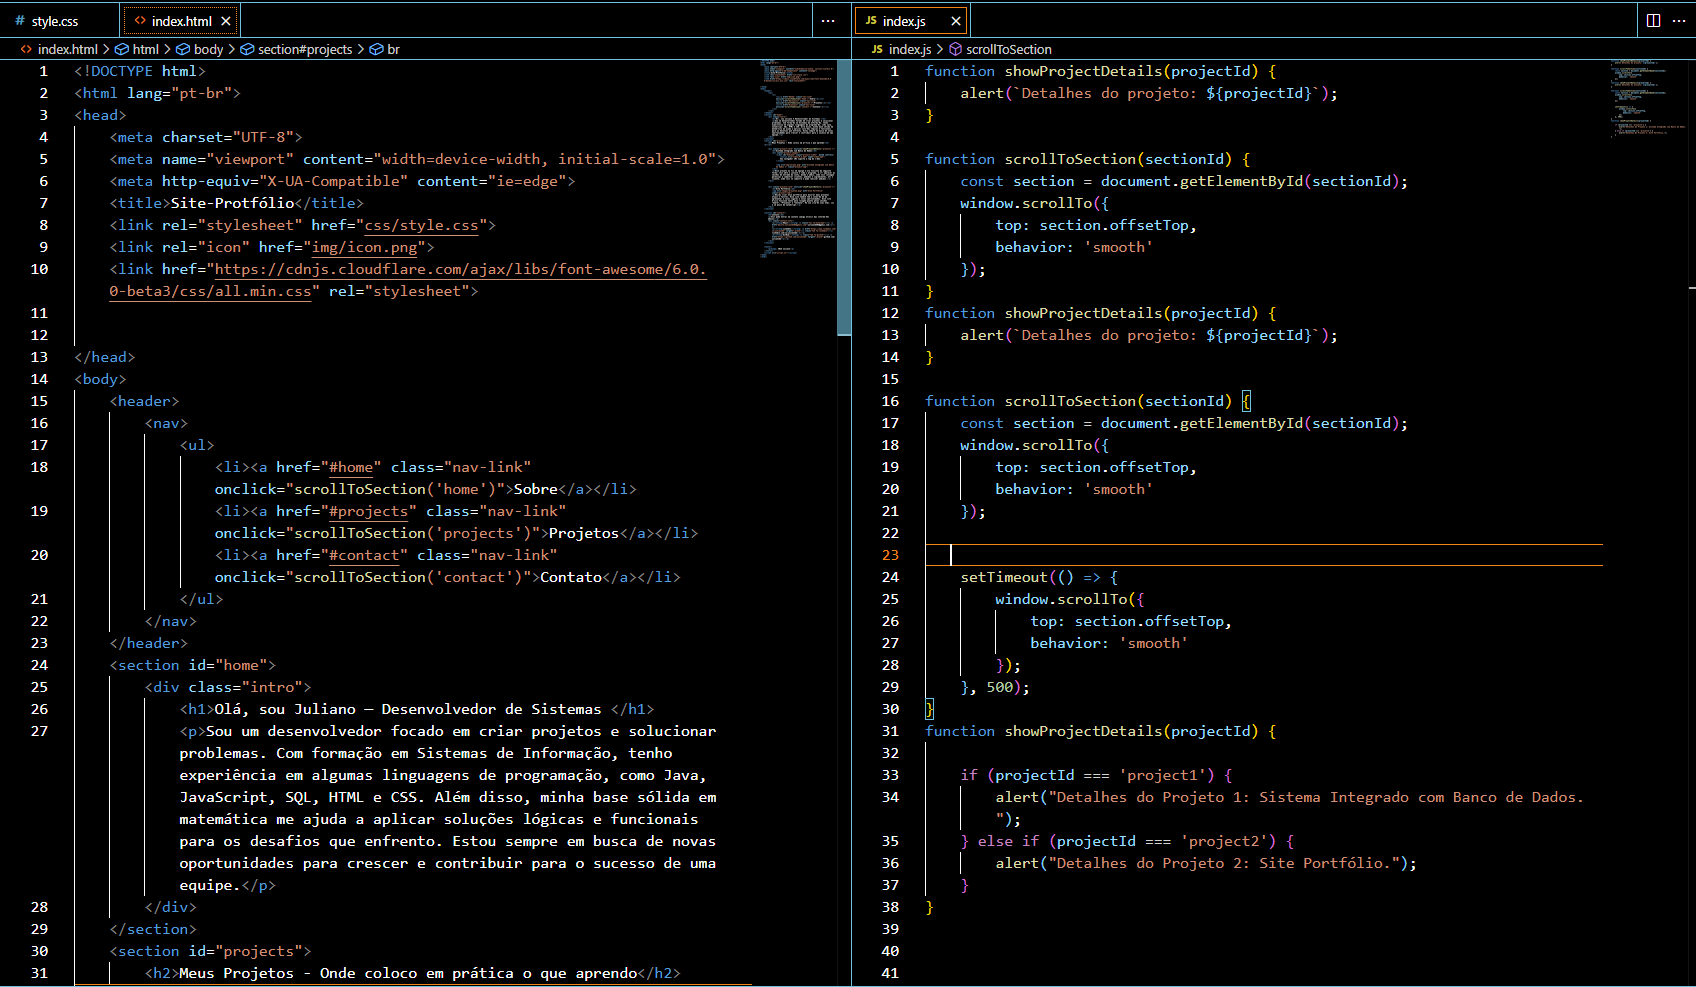 # style.css
<> index.html ×
...
<> index.html > html > body > section#projects > br
1 <!DOCTYPE html>
2 <html lang="pt-br">
3 <head>
4 <meta charset="UTF-8">
5 <meta name="viewport" content="width=device-width, initial-scale=1.0">
6 <meta http-equiv="X-UA-Compatible" content="ie=edge">
7 <title>Site-Protfólio</title>
8 <link rel="stylesheet" href="css/style.css">
9 <link rel="icon" href="img/icon.png">
10 <link href="https://cdnjs.cloudflare.com/ajax/libs/font-awesome/6.0.
0-beta3/css/all.min.css" rel="stylesheet">
11
12
13 </head>
14 <body>
15 <header>
16 <nav>
17 <ul>
18 <li><a href="#home" class="nav-link"
onclick="scrollToSection('home')">Sobre</a></li>
19 <li><a href="#projects" class="nav-link"
onclick="scrollToSection('projects')">Projetos</a></li>
20 <li><a href="#contact" class="nav-link"
onclick="scrollToSection('contact')">Contato</a></li>
21 </ul>
22 </nav>
23 </header>
24 <section id="home">
25 <div class="intro">
26 <h1>Olá, sou Juliano — Desenvolvedor de Sistemas </h1>
27 <p>Sou um desenvolvedor focado em criar projetos e solucionar
problemas. Com formação em Sistemas de Informação, tenho
experiência em algumas linguagens de programação, como Java,
JavaScript, SQL, HTML e CSS. Além disso, minha base sólida em
matemática me ajuda a aplicar soluções lógicas e funcionais
para os desafios que enfrento. Estou sempre em busca de novas
oportunidades para crescer e contribuir para o sucesso de uma
equipe.</p>
28 </div>
29 </section>
30 <section id="projects">
31 <h2>Meus Projetos - Onde coloco em prática o que aprendo</h2>
JS index.js ×
...
JS index.js > scrollToSection
1 function showProjectDetails(projectId) {
2 alert(`Detalhes do projeto: ${projectId}`);
3 }
4
5 function scrollToSection(sectionId) {
6 const section = document.getElementById(sectionId);
7 window.scrollTo({
8 top: section.offsetTop,
9 behavior: 'smooth'
10 });
11 }
12 function showProjectDetails(projectId) {
13 alert(`Detalhes do projeto: ${projectId}`);
14 }
15
16 function scrollToSection(sectionId) {
17 const section = document.getElementById(sectionId);
18 window.scrollTo({
19 top: section.offsetTop,
20 behavior: 'smooth'
21 });
22
23
24 setTimeout(() => {
25 window.scrollTo({
26 top: section.offsetTop,
27 behavior: 'smooth'
28 });
29 }, 500);
30 }
31 function showProjectDetails(projectId) {
32
33 if (projectId === 'project1') {
34 alert("Detalhes do Projeto 1: Sistema Integrado com Banco de Dados.
");
35 } else if (projectId === 'project2') {
36 alert("Detalhes do Projeto 2: Site Portfólio.");
37 }
38 }
39
40
41